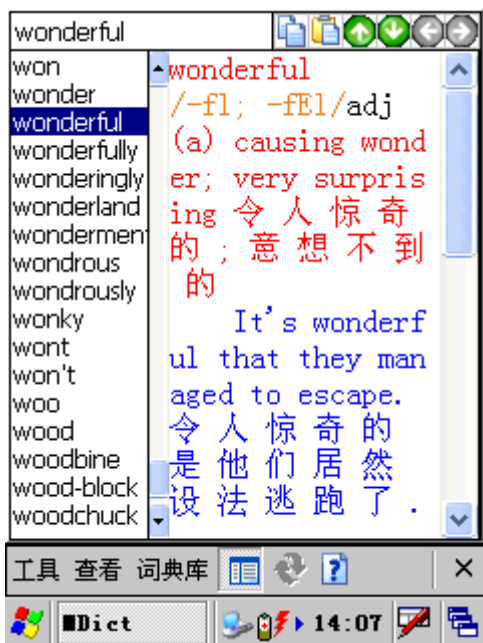 wonderful
won
wonder
wonderful
wonderfully
wonderingly
wonderland
wondermen
wondrous
wondrously
wonky
wont
won't
woo
wood
woodbine
wood-block
woodchuck
wonderful
/-fl; -fEl/adj
(a) causing wond
er; very surpris
ing 令人惊奇
的;意想不到
的
It's wonderf
ul that they man
aged to escape.
令人惊奇的
是他们居然
设法逃跑了.
工具 查看 词典库
Dict 14:07